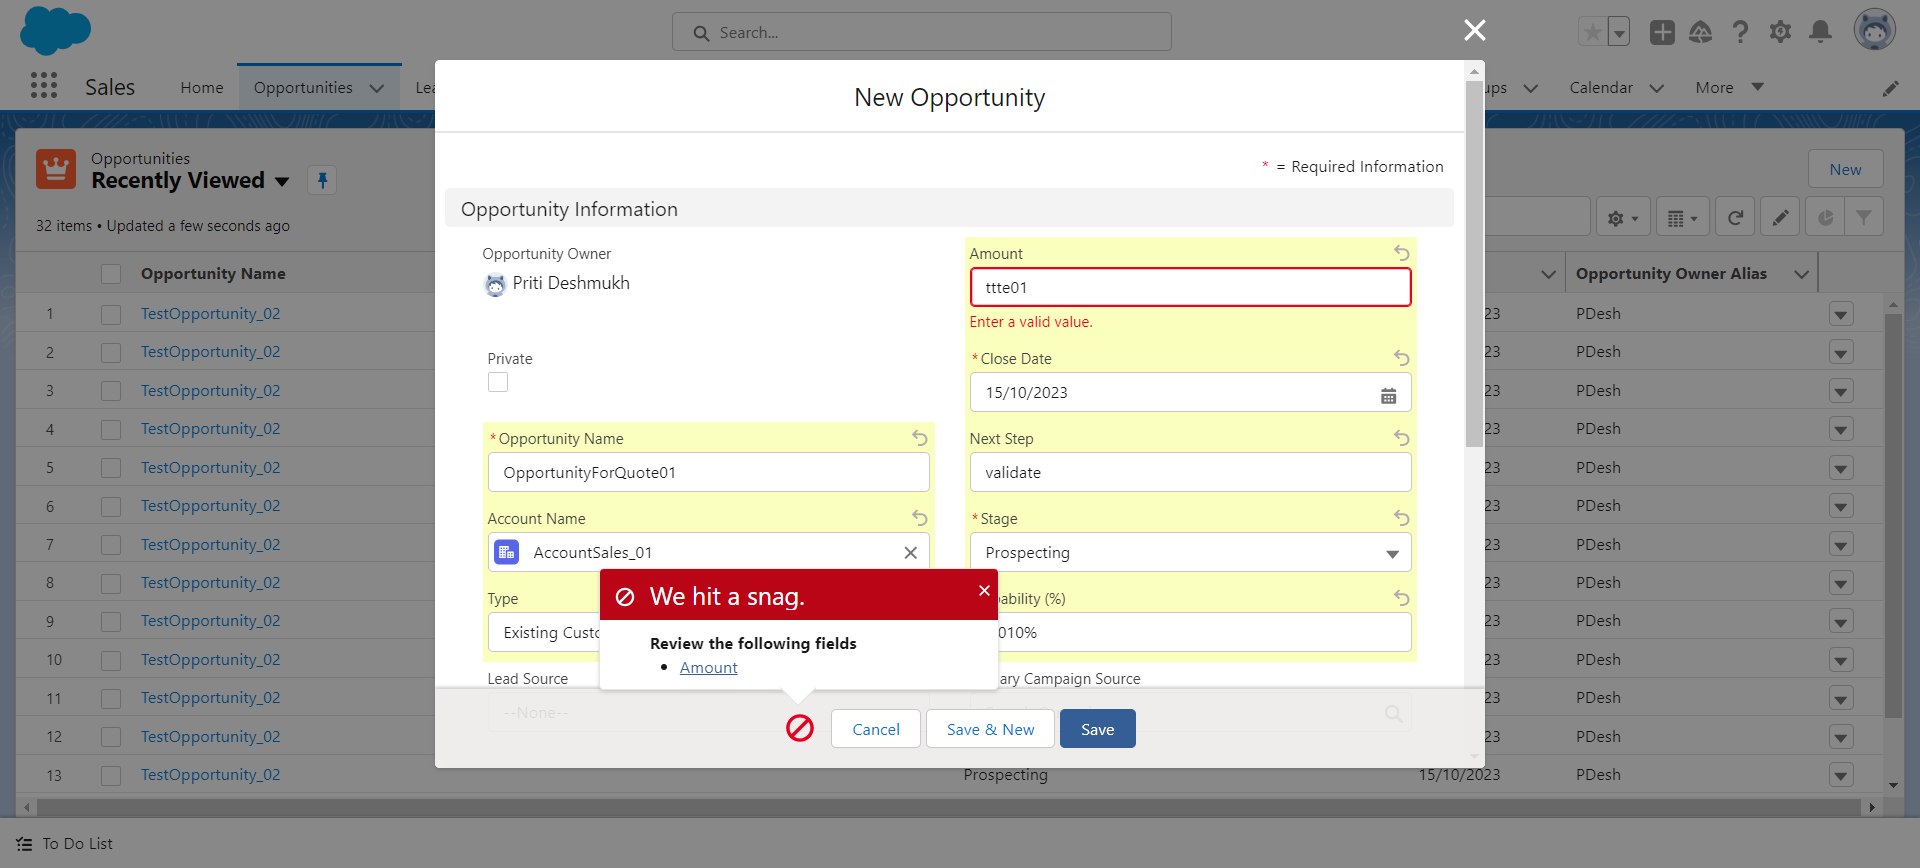 Search...
Sales
Home
Opportunities
Lea
ups
Calendar
More
New Opportunity
* = Required Information
Opportunities
Recently Viewed
New
32 items • Updated a few seconds ago
Opportunity Information
Opportunity Owner
Priti Deshmukh
Amount
ttte01
Enter a valid value.
Private
*Close Date
15/10/2023
*Opportunity Name
OpportunityForQuote01
Next Step
validate
Account Name
AccountSales_01
*Stage
Prospecting
Type
Existing Custo
bability (%)
010%
We hit a snag.
Review the following fields
• Amount
Lead Source
ary Campaign Source
--None--
Cancel
Save & New
Save
Opportunity Name
Opportunity Owner Alias
1 TestOpportunity_02 23 PDesh
2 TestOpportunity_02 23 PDesh
3 TestOpportunity_02 23 PDesh
4 TestOpportunity_02 23 PDesh
5 TestOpportunity_02 23 PDesh
6 TestOpportunity_02 23 PDesh
7 TestOpportunity_02 23 PDesh
8 TestOpportunity_02 23 PDesh
9 TestOpportunity_02 23 PDesh
10 TestOpportunity_02 23 PDesh
11 TestOpportunity_02 23 PDesh
12 TestOpportunity_02 23 PDesh
13 TestOpportunity_02 Prospecting 15/10/2023 PDesh
To Do List